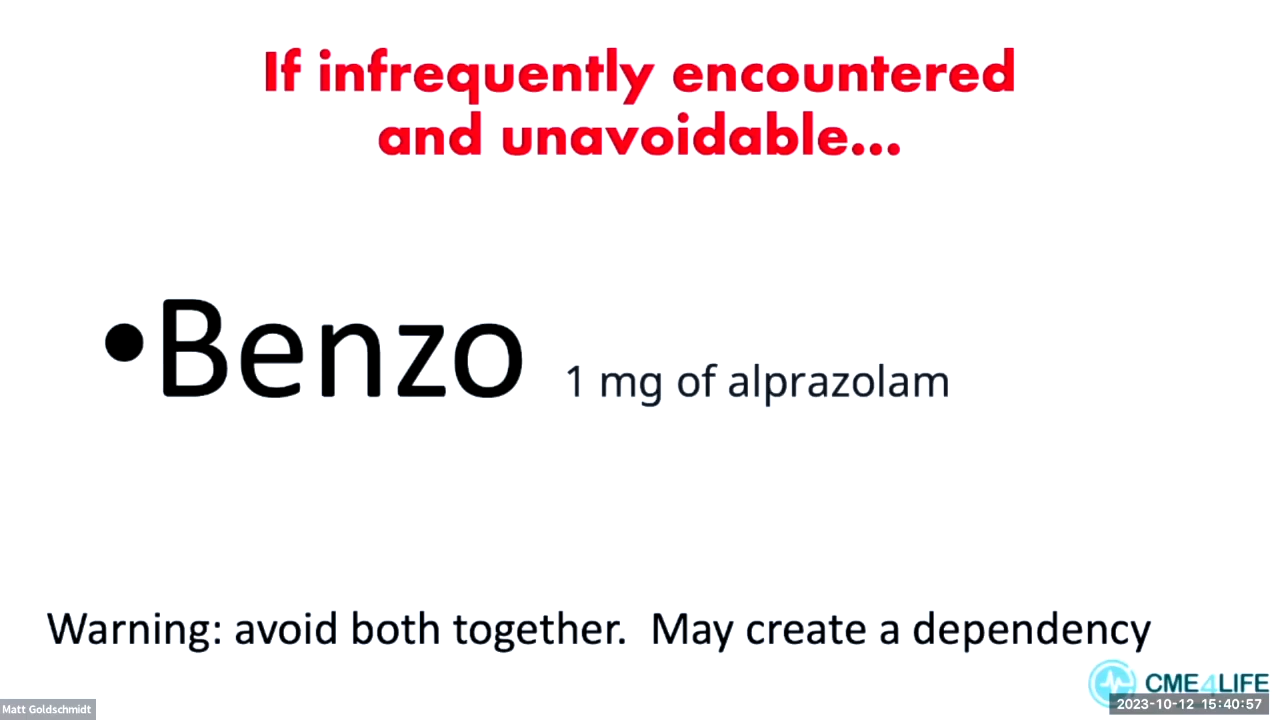 If infrequently encountered
and unavoidable...
•Benzo 1 mg of alprazolam
Warning: avoid both together. May create a dependency
CME4LIFE
2023-10-12 15:40:57
Matt Goldschmidt